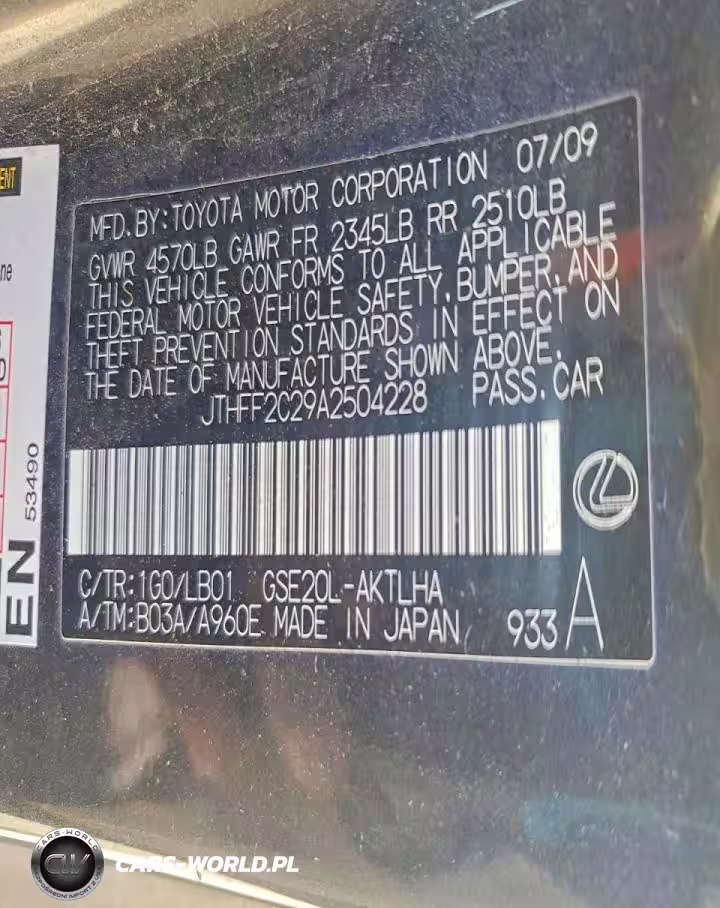 MFD.BY:TOYOTA MOTOR CORPORATION 07/09
GVWR 4570LB GAWR FR 2345LB RR 2510LB
THIS VEHICLE CONFORMS TO ALL APPLICABLE
FEDERAL MOTOR VEHICLE SAFETY,BUMPER,AND
THEFT PREVENTION STANDARDS IN EFFECT ON
THE DATE OF MANUFACTURE SHOWN ABOVE.
JTHFF2C29A2504228 PASS.CAR
C/TR:1G0/LB01 GSE20L-AKTLHA
A/TM:B03A/A960E MADE IN JAPAN 933 A
EN 53490
CARS-WORLD
CW
CARS-WORLD.PL